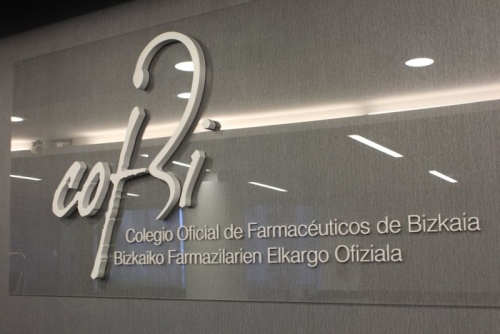 cofBi
Colegio Oficial de Farmacéuticos de Bizkaia
Bizkaiko Farmazilarien Elkargo Ofiziala